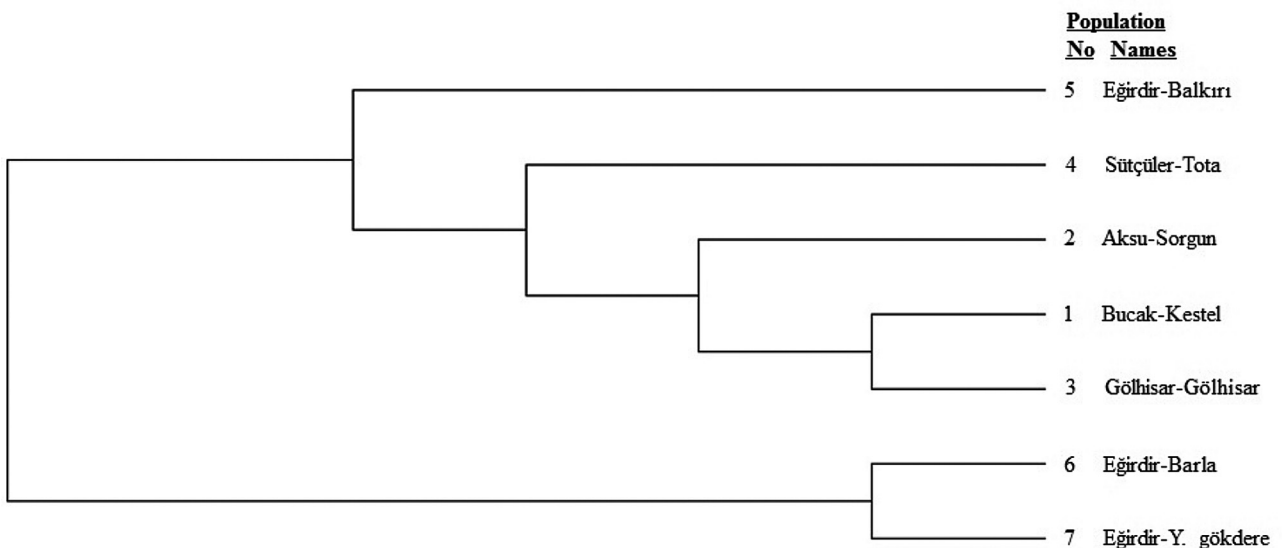 Population
No Names
5 Eğirdir-Balkırı
4 Sütçüler-Tota
2 Aksu-Sorgun
1 Bucak-Kestel
3 Gölhisar-Gölhisar
6 Eğirdir-Barla
7 Eğirdir-Y. gökdere